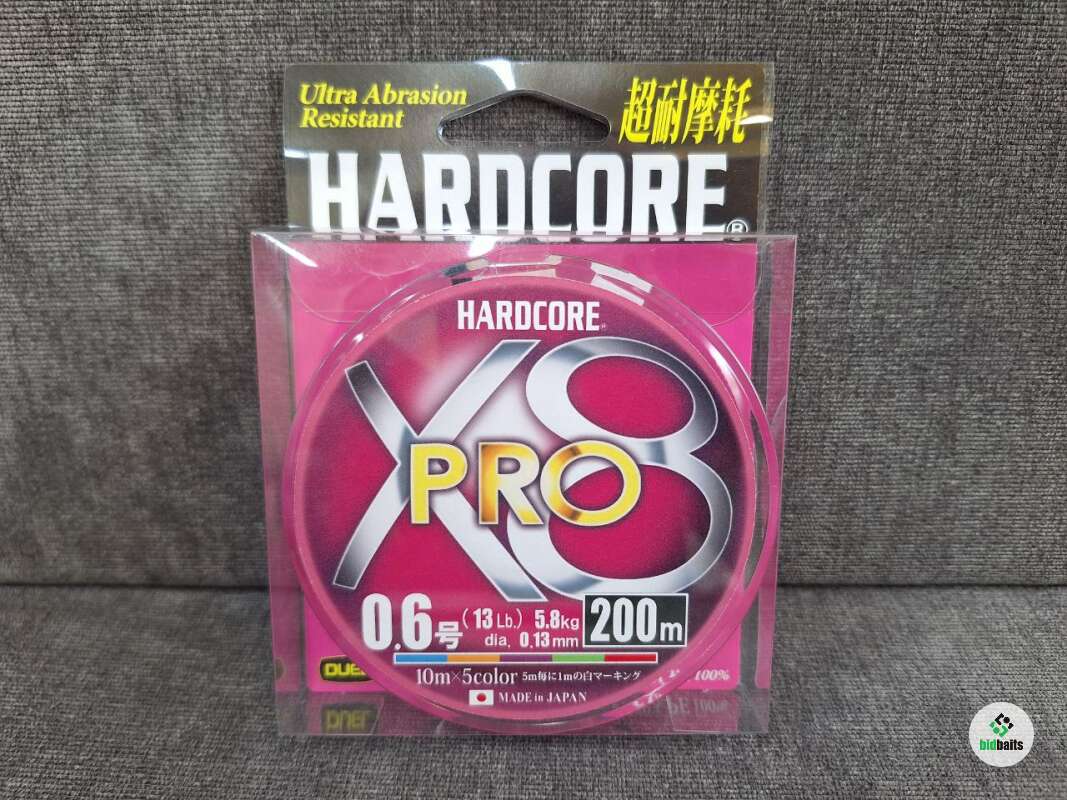 Ultra Abrasion
Resistant
超耐摩耗
HARDCORE®
HARDCORE
X8
PRO
0.6号 (13Lb.) 5.8kg
dia. 0.13mm
200m
DUEL
10m×5color 5m毎に1mの白マーキング
100%
MADE in JAPAN
bidbaits